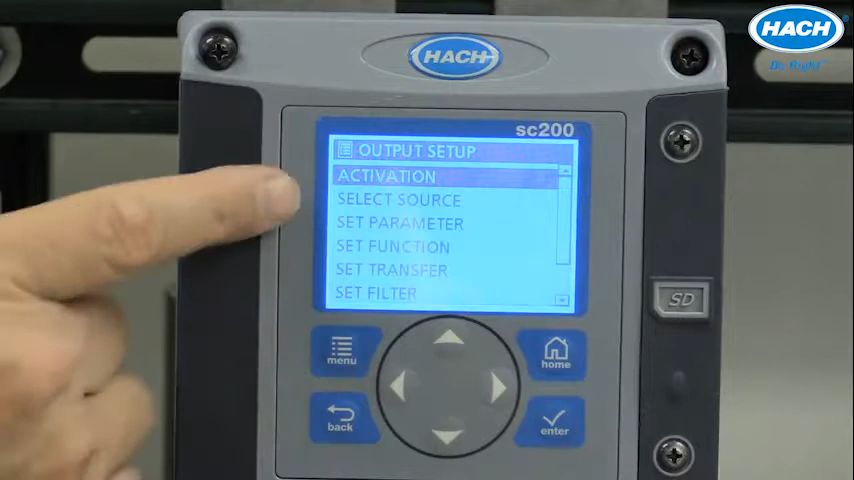 HACH
HACH
Be Right™
sc200
OUTPUT SETUP
ACTIVATION
SELECT SOURCE
SET PARAMETER
SET FUNCTION
SET TRANSFER
SET FILTER
menu
home
back
enter
SD